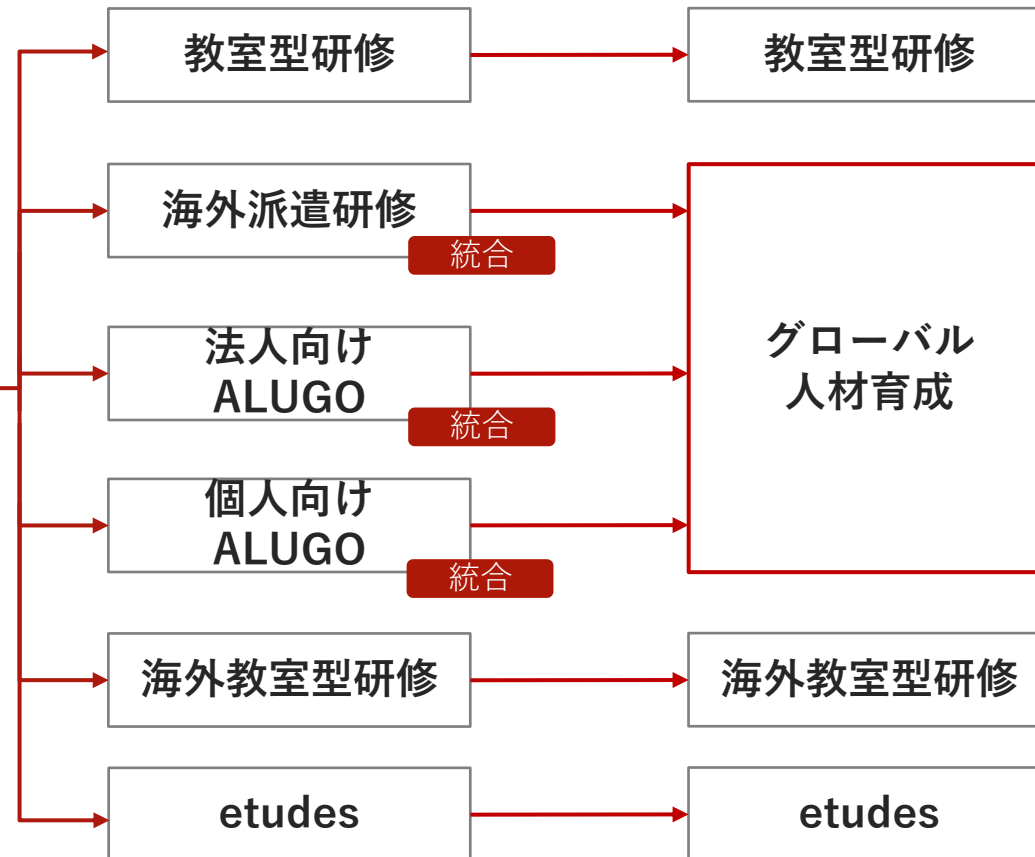 教室型研修
教室型研修
海外派遣研修
統合
法人向け
ALUGO
統合
個人向け
ALUGO
統合
グローバル
人材育成
海外教室型研修
海外教室型研修
etudes
etudes